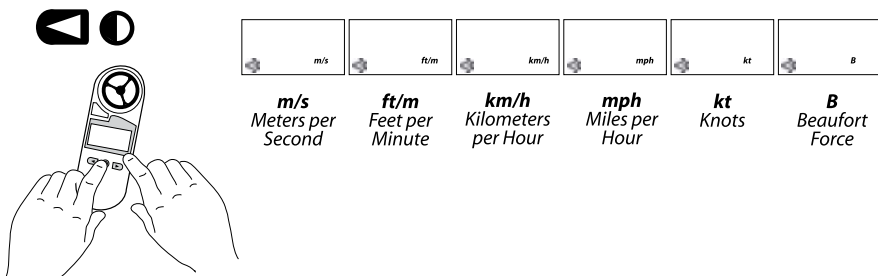 m/s ft/m km/h mph kt B
m/s ft/m km/h mph kt B
Meters per Feet per Kilometers Miles per Knots Beaufort
Second Minute per Hour Hour Force